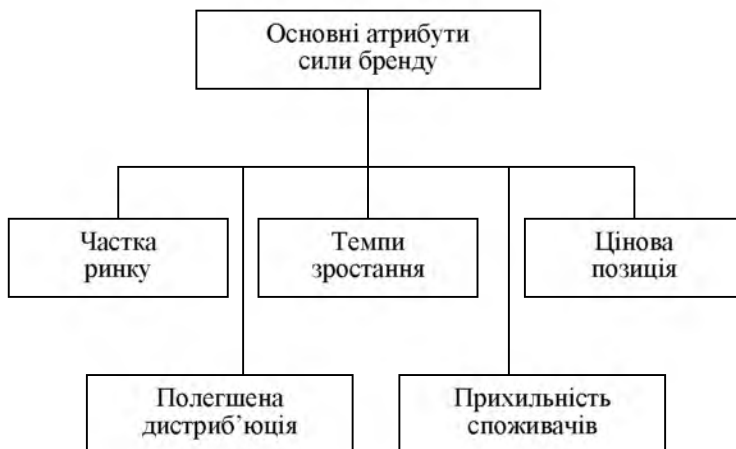 Основні атрибути
сили бренду
Частка
ринку
Темпи
зростання
Цінова
позиція
Полегшена
дистриб’юція
Прихильність
споживачів